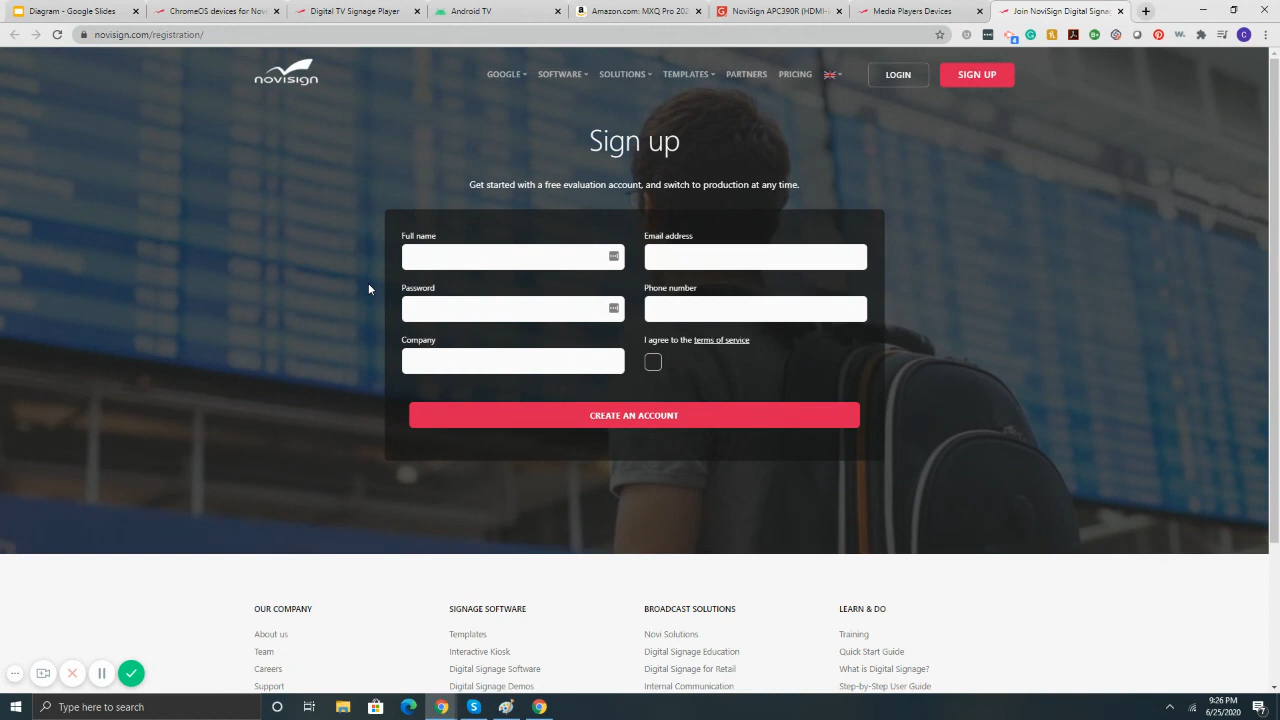 Diagram - Google Slides
ChromeOS devices for Nov
Digital TV Signage Player
Android TV
Amazon.com: MXQ Pro 202
NoviSign APC390R (HDMI-
Media Players Devices
Join NoviSign Digital Signa
novisign.com/registration/
novisign
GOOGLE
SOFTWARE
SOLUTIONS
TEMPLATES
PARTNERS
PRICING
LOGIN
SIGN UP
Sign up
Get started with a free evaluation account, and switch to production at any time.
Full name
Email address
Password
Phone number
Company
I agree to the terms of service
CREATE AN ACCOUNT
OUR COMPANY
SIGNAGE SOFTWARE
BROADCAST SOLUTIONS
LEARN & DO
About us
Templates
Novi Solutions
Training
Team
Interactive Kiosk
Digital Signage Education
Quick Start Guide
Careers
Digital Signage Software
Digital Signage for Retail
What is Digital Signage?
Support
Digital Signage Demos
Internal Communication
Step-by-Step User Guide
Type here to search
9:26 PM
6/25/2020